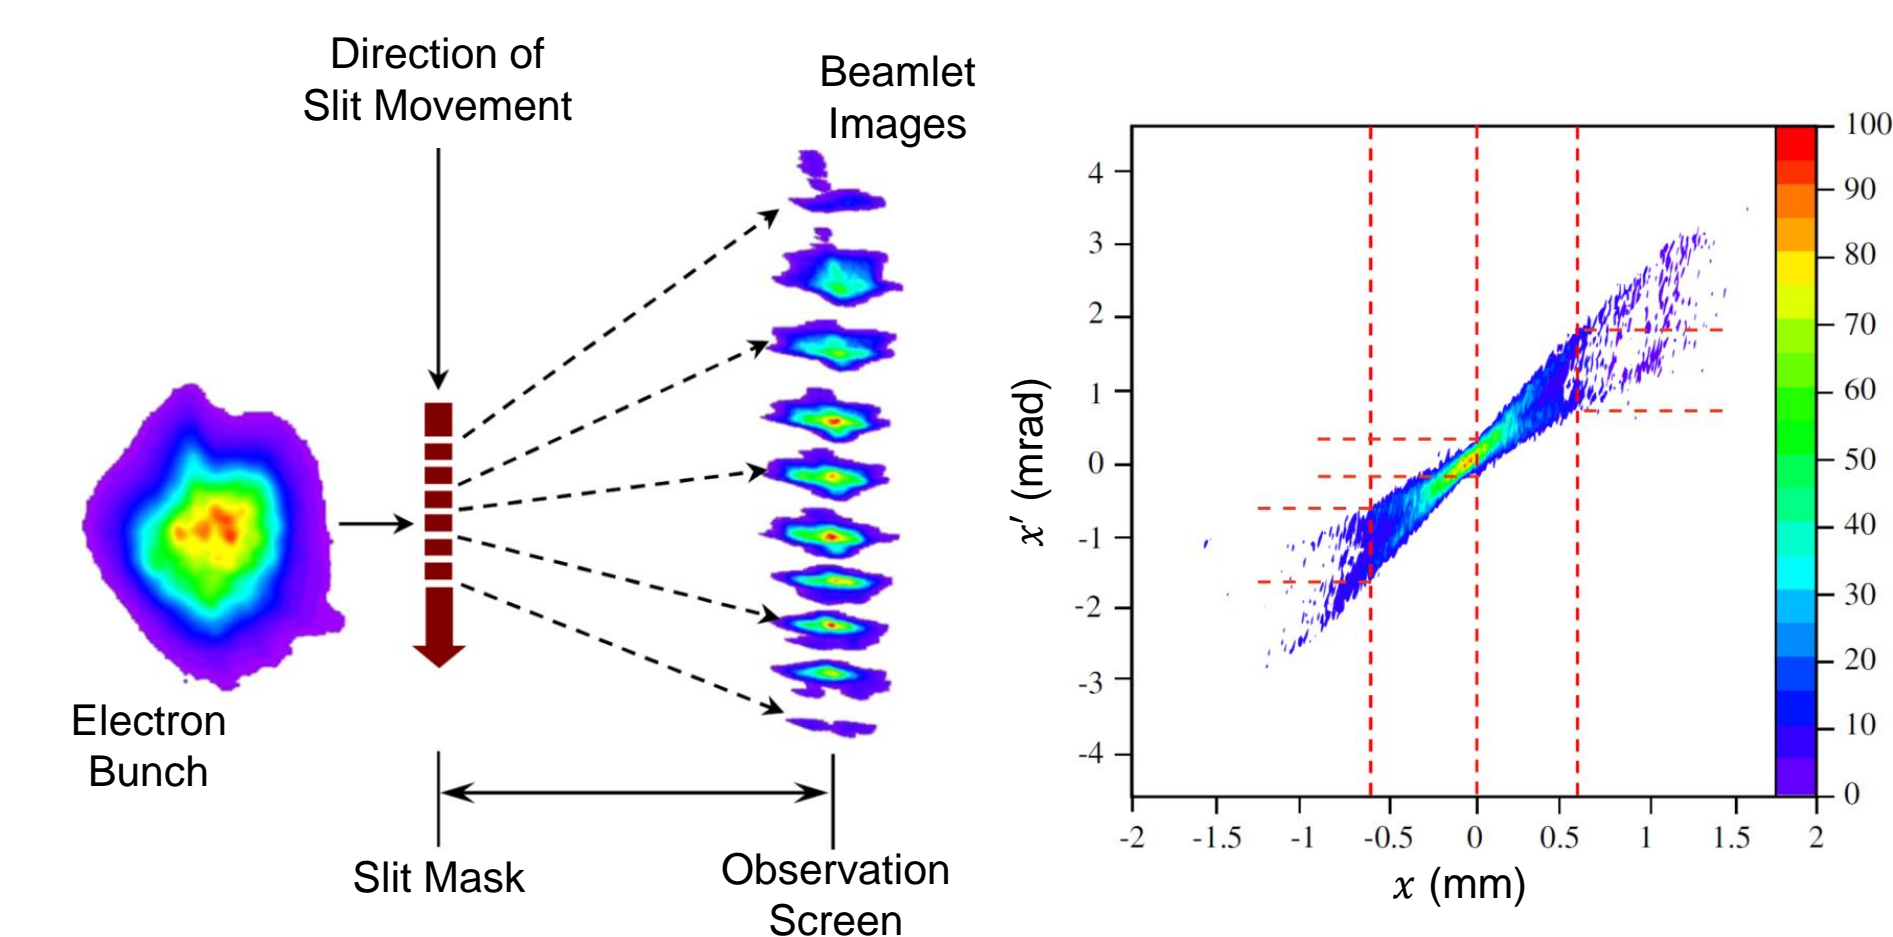 Direction of
Slit Movement
Beamlet
Images
Electron
Bunch
Slit Mask
Observation
Screen
x′ (mrad)
4
3
2
1
0
-1
-2
-3
-4
-2
-1.5
-1
-0.5
0
0.5
1
1.5
2
x (mm)
100
90
80
70
60
50
40
30
20
10
0